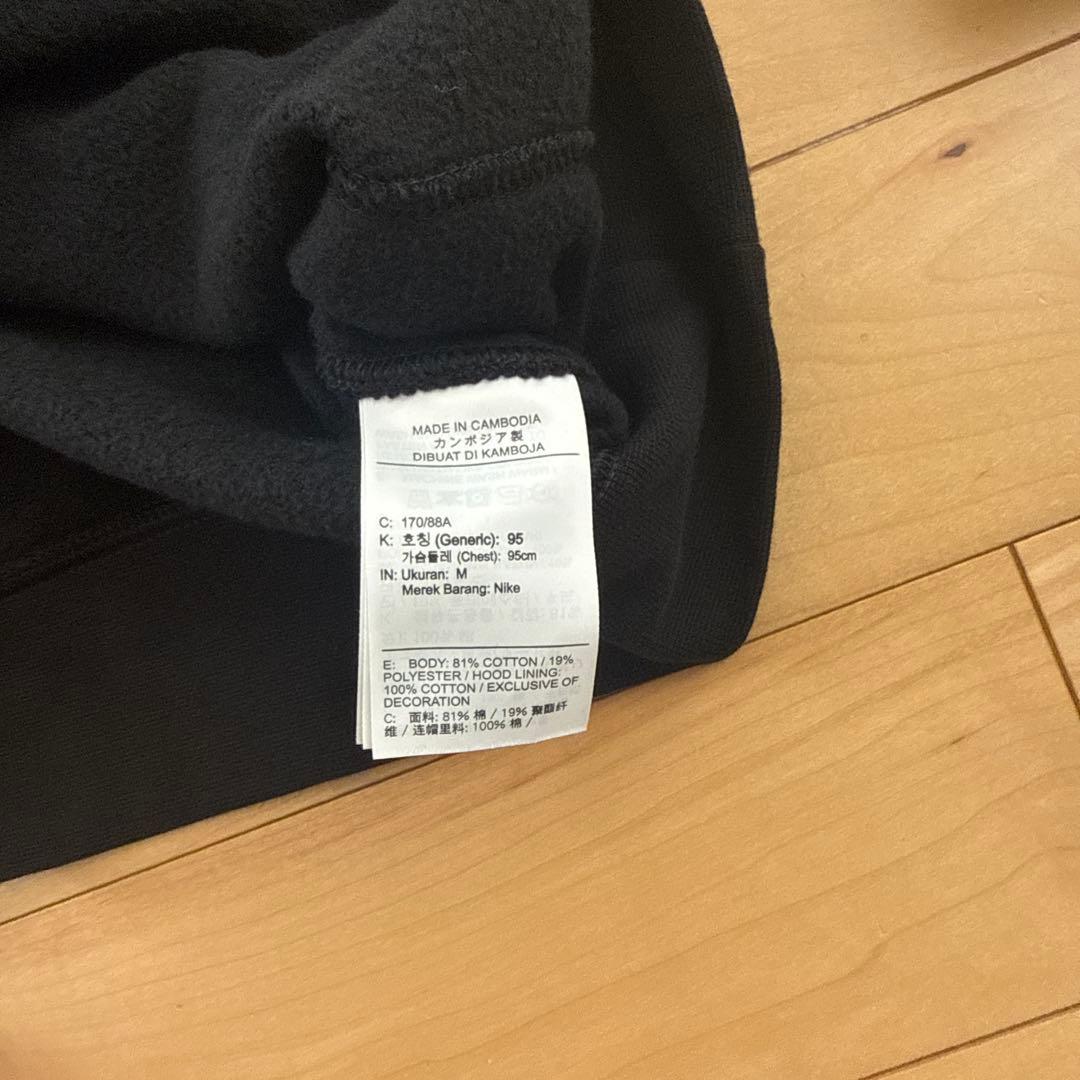 MADE IN CAMBODIA
カンボジア製
DIBUAT DI KAMBOJA
C: 170/88A
K: 호칭 (Generic): 95
가슴둘레 (Chest): 95cm
IN: Ukuran: M
Merek Barang: Nike
E: BODY: 81% COTTON / 19%
POLYESTER / HOOD LINING:
100% COTTON / EXCLUSIVE OF
DECORATION
C: 面料: 81% 棉 / 19% 聚酯纤
维 / 连帽里料: 100% 棉 /